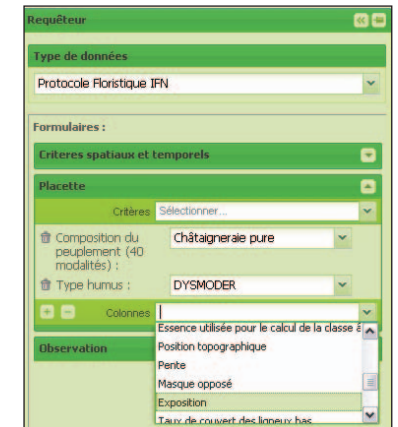 Requêteur
Type de données
Protocole Floristique IFN
Formulaires :
Criteres spatiaux et temporels
Placette
Critères Sélectionner...
Composition du peuplement (40 modalités) : Châtaigneraie pure
Type humus : DYSMODER
Colonnes
Essence utilisée pour le calcul de la classe
Observation
Position topographique
Pente
Masque opposé
Exposition
Taux de couvert des ligneux bas